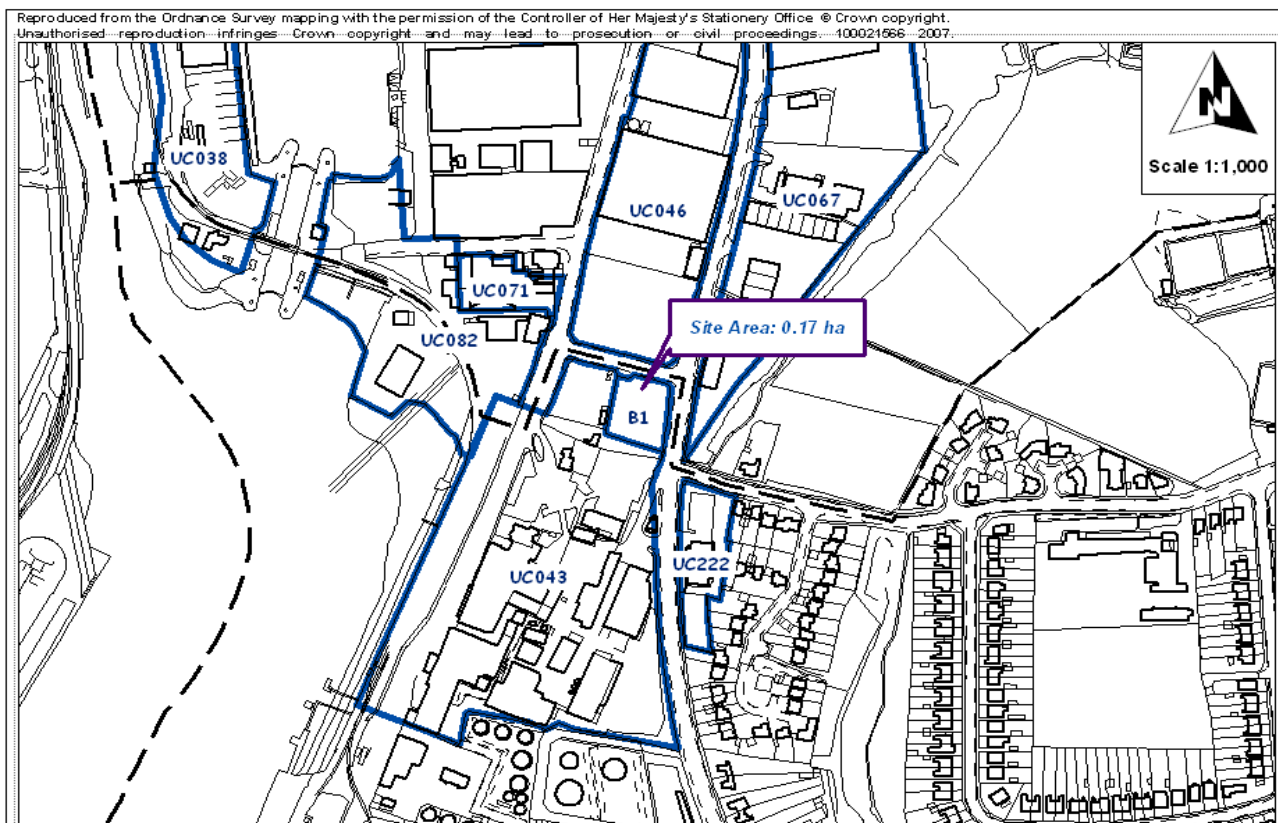 Reproduced from the Ordnance Survey mapping with the permission of the Controller of Her Majesty's Stationery Office © Crown copyright.
Unauthorised reproduction infringes Crown copyright and may lead to prosecution or civil proceedings. 100021566 2007.
N
Scale 1:1,000
UC038
UC046
UC067
UC071
Site Area: 0.17 ha
UC082
B1
UC043
UC222